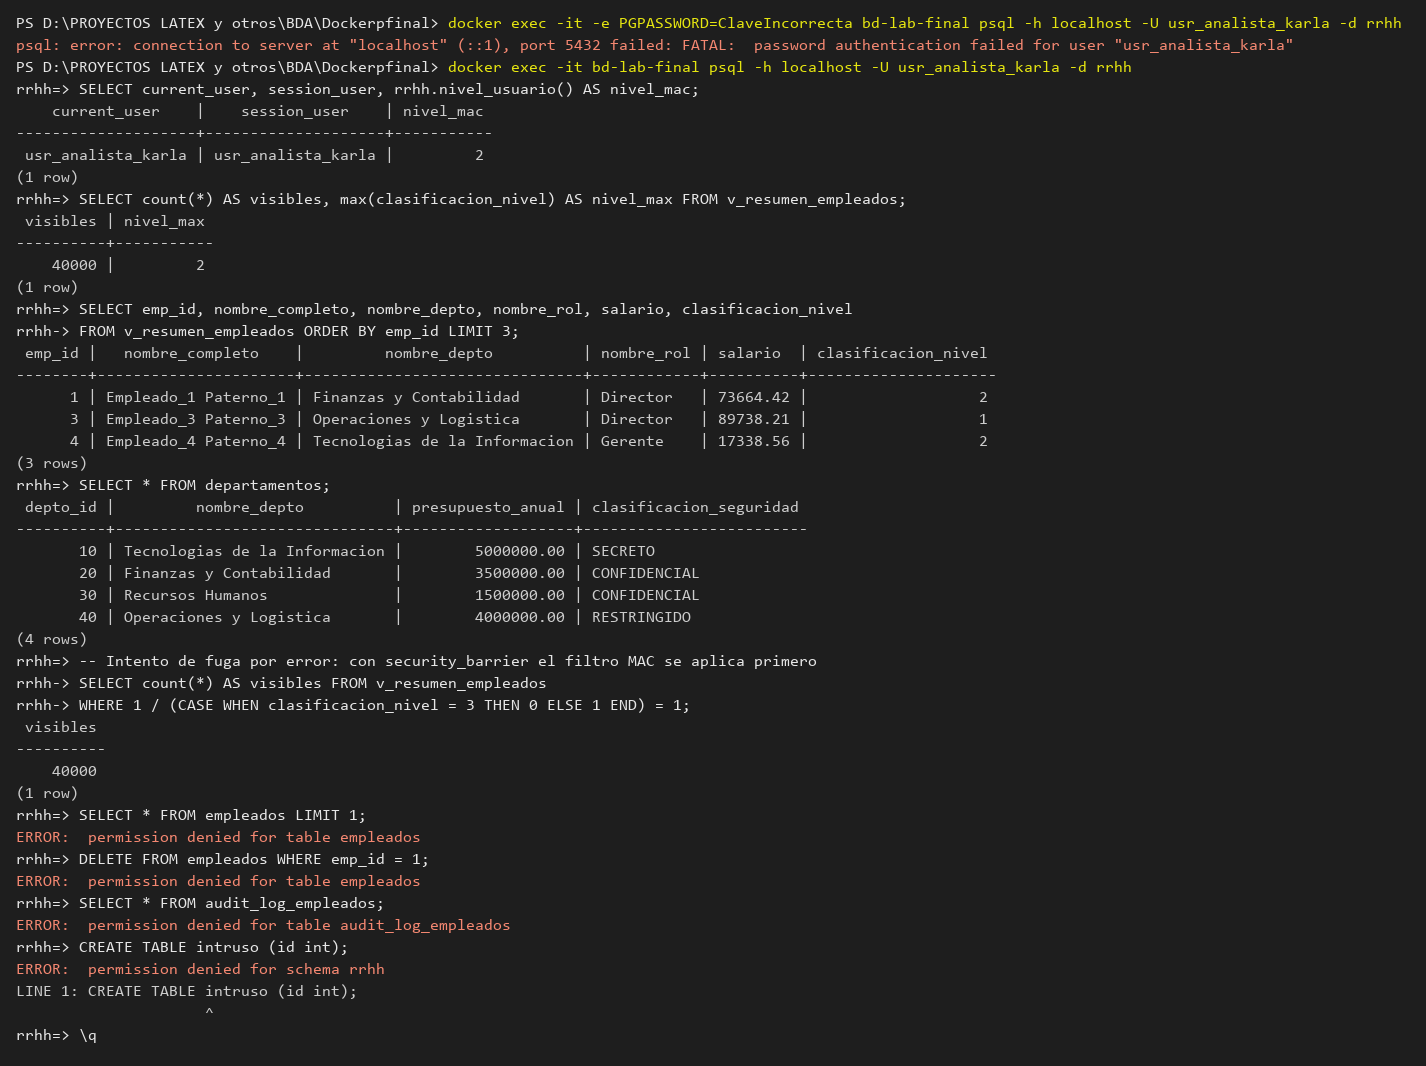 PS D:\PROYECTOS LATEX y otros\BDA\Dockerpfinal> docker exec -it -e PGPASSWORD=ClaveIncorrecta bd-lab-final psql -h localhost -U usr_analista_karla -d rrhh
psql: error: connection to server at "localhost" (::1), port 5432 failed: FATAL:  password authentication failed for user "usr_analista_karla"
PS D:\PROYECTOS LATEX y otros\BDA\Dockerpfinal> docker exec -it bd-lab-final psql -h localhost -U usr_analista_karla -d rrhh
rrhh=> SELECT current_user, session_user, rrhh.nivel_usuario() AS nivel_mac;
    current_user    |    session_user    | nivel_mac
--------------------+--------------------+-----------
 usr_analista_karla | usr_analista_karla |         2
(1 row)
rrhh=> SELECT count(*) AS visibles, max(clasificacion_nivel) AS nivel_max FROM v_resumen_empleados;
 visibles | nivel_max
----------+-----------
    40000 |         2
(1 row)
rrhh=> SELECT emp_id, nombre_completo, nombre_depto, nombre_rol, salario, clasificacion_nivel
rrhh-> FROM v_resumen_empleados ORDER BY emp_id LIMIT 3;
 emp_id |   nombre_completo    |         nombre_depto          | nombre_rol | salario  | clasificacion_nivel
--------+----------------------+-------------------------------+------------+----------+---------------------
      1 | Empleado_1 Paterno_1 | Finanzas y Contabilidad       | Director   | 73664.42 |                   2
      3 | Empleado_3 Paterno_3 | Operaciones y Logistica       | Director   | 89738.21 |                   1
      4 | Empleado_4 Paterno_4 | Tecnologias de la Informacion | Gerente    | 17338.56 |                   2
(3 rows)
rrhh=> SELECT * FROM departamentos;
 depto_id |         nombre_depto          | presupuesto_anual | clasificacion_seguridad
----------+-------------------------------+-------------------+-------------------------
       10 | Tecnologias de la Informacion |        5000000.00 | SECRETO
       20 | Finanzas y Contabilidad       |        3500000.00 | CONFIDENCIAL
       30 | Recursos Humanos              |        1500000.00 | CONFIDENCIAL
       40 | Operaciones y Logistica       |        4000000.00 | RESTRINGIDO
(4 rows)
rrhh=> -- Intento de fuga por error: con security_barrier el filtro MAC se aplica primero
rrhh-> SELECT count(*) AS visibles FROM v_resumen_empleados
rrhh-> WHERE 1 / (CASE WHEN clasificacion_nivel = 3 THEN 0 ELSE 1 END) = 1;
 visibles
----------
    40000
(1 row)
rrhh=> SELECT * FROM empleados LIMIT 1;
ERROR:  permission denied for table empleados
rrhh=> DELETE FROM empleados WHERE emp_id = 1;
ERROR:  permission denied for table empleados
rrhh=> SELECT * FROM audit_log_empleados;
ERROR:  permission denied for table audit_log_empleados
rrhh=> CREATE TABLE intruso (id int);
ERROR:  permission denied for schema rrhh
LINE 1: CREATE TABLE intruso (id int);
                     ^
rrhh=> \q